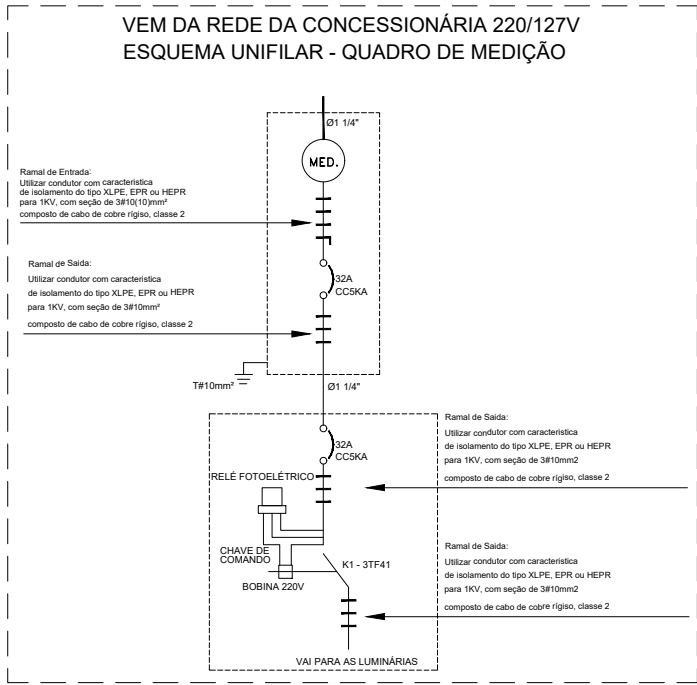 VEM DA REDE DA CONCESSIONÁRIA 220/127V
ESQUEMA UNIFILAR - QUADRO DE MEDIÇÃO
Ø1 1/4"
MED.
Ramal de Entrada:
Utilizar condutor com caracteristica
de isolamento do tipo XLPE, EPR ou HEPR
para 1KV, com seção de 3#10(10)mm²
composto de cabo de cobre rígiso, classe 2
32A
CC5KA
Ramal de Saida:
Utilizar condutor com caracteristica
de isolamento do tipo XLPE, EPR ou HEPR
para 1KV, com seção de 3#10mm²
composto de cabo de cobre rígiso, classe 2
T#10mm²
Ø1 1/4"
32A
CC5KA
Ramal de Saida:
Utilizar condutor com caracteristica
de isolamento do tipo XLPE, EPR ou HEPR
para 1KV, com seção de 3#10mm2
composto de cabo de cobre rígiso, classe 2
RELÉ FOTOELÉTRICO
CHAVE DE
COMANDO
BOBINA 220V
K1 - 3TF41
Ramal de Saida:
Utilizar condutor com caracteristica
de isolamento do tipo XLPE, EPR ou HEPR
para 1KV, com seção de 3#10mm2
composto de cabo de cobre rígiso, classe 2
VAI PARA AS LUMINÁRIAS